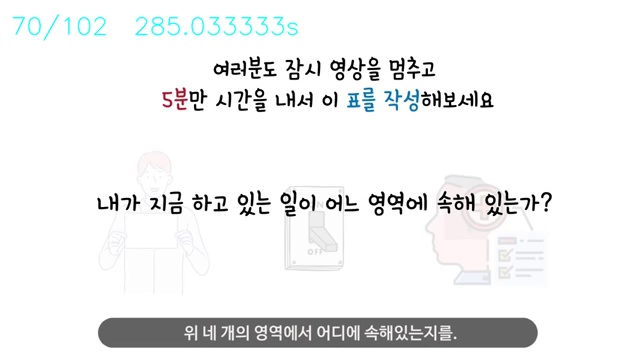 70/102 285.033333s
여러분도 잠시 영상을 멈추고
5분만 시간을 내서 이 표를 작성해보세요
내가 지금 하고 있는 일이 어느 영역에 속해 있는가?
OFF
위 네 개의 영역에서 어디에 속해있는지를.